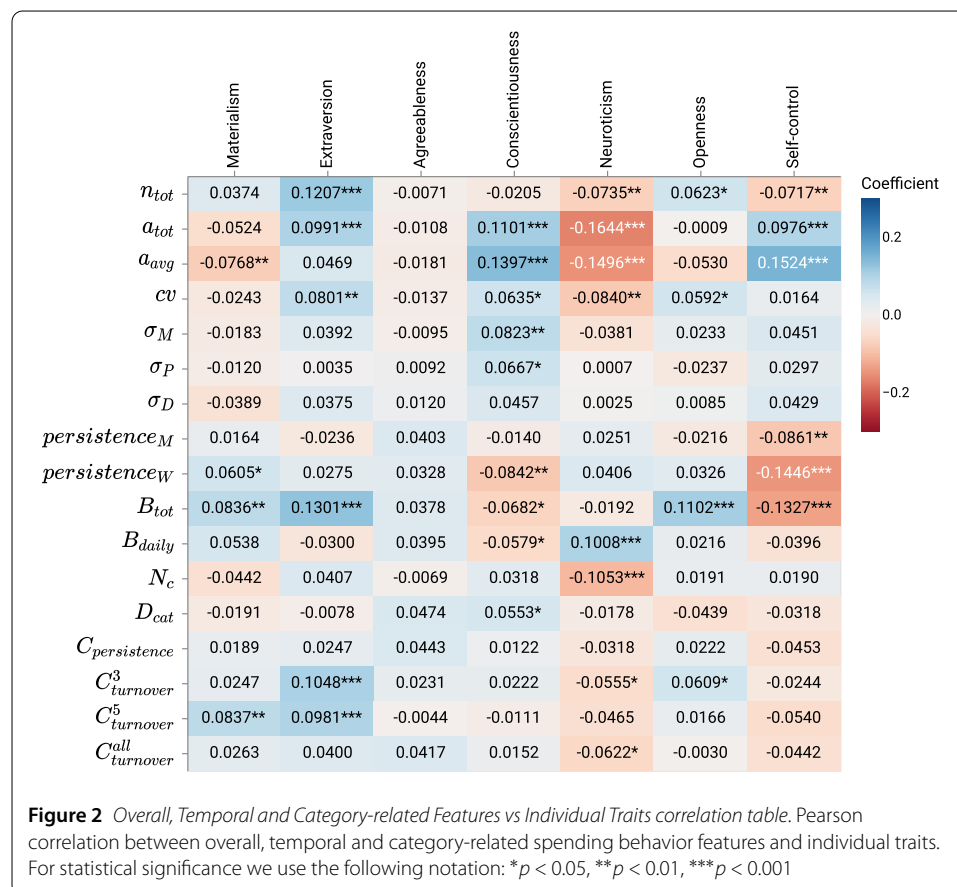 Materialism Extraversion Agreeableness Conscientiousness Neuroticism Openness Self-control
n_tot 0.0374 0.1207*** -0.0071 -0.0205 -0.0735** 0.0623* -0.0717**
a_tot -0.0524 0.0991*** -0.0108 0.1101*** -0.1644*** -0.0009 0.0976***
a_avg -0.0768** 0.0469 -0.0181 0.1397*** -0.1496*** -0.0530 0.1524***
cv -0.0243 0.0801** -0.0137 0.0635* -0.0840** 0.0592* 0.0164
σ_M -0.0183 0.0392 -0.0095 0.0823** -0.0381 0.0233 0.0451
σ_P -0.0120 0.0035 0.0092 0.0667* 0.0007 -0.0237 0.0297
σ_D -0.0389 0.0375 0.0120 0.0457 0.0025 0.0085 0.0429
persistence_M 0.0164 -0.0236 0.0403 -0.0140 0.0251 -0.0216 -0.0861**
persistence_W 0.0605* 0.0275 0.0328 -0.0842** 0.0406 0.0326 -0.1446***
B_tot 0.0836** 0.1301*** 0.0378 -0.0682* -0.0192 0.1102*** -0.1327***
B_daily 0.0538 -0.0300 0.0395 -0.0579* 0.1008*** 0.0216 -0.0396
N_c -0.0442 0.0407 -0.0069 0.0318 -0.1053*** 0.0191 0.0190
D_cat -0.0191 -0.0078 0.0474 0.0553* -0.0178 -0.0439 -0.0318
C_persistence 0.0189 0.0247 0.0443 0.0122 -0.0318 0.0222 -0.0453
C^3_turnover 0.0247 0.1048*** 0.0231 0.0222 -0.0555* 0.0609* -0.0244
C^5_turnover 0.0837** 0.0981*** -0.0044 -0.0111 -0.0465 0.0166 -0.0540
C^all_turnover 0.0263 0.0400 0.0417 0.0152 -0.0622* -0.0030 -0.0442
Coefficient
0.2
0.0
−0.2
Figure 2 Overall, Temporal and Category-related Features vs Individual Traits correlation table. Pearson
correlation between overall, temporal and category-related spending behavior features and individual traits.
For statistical significance we use the following notation: *p < 0.05, **p < 0.01, ***p < 0.001